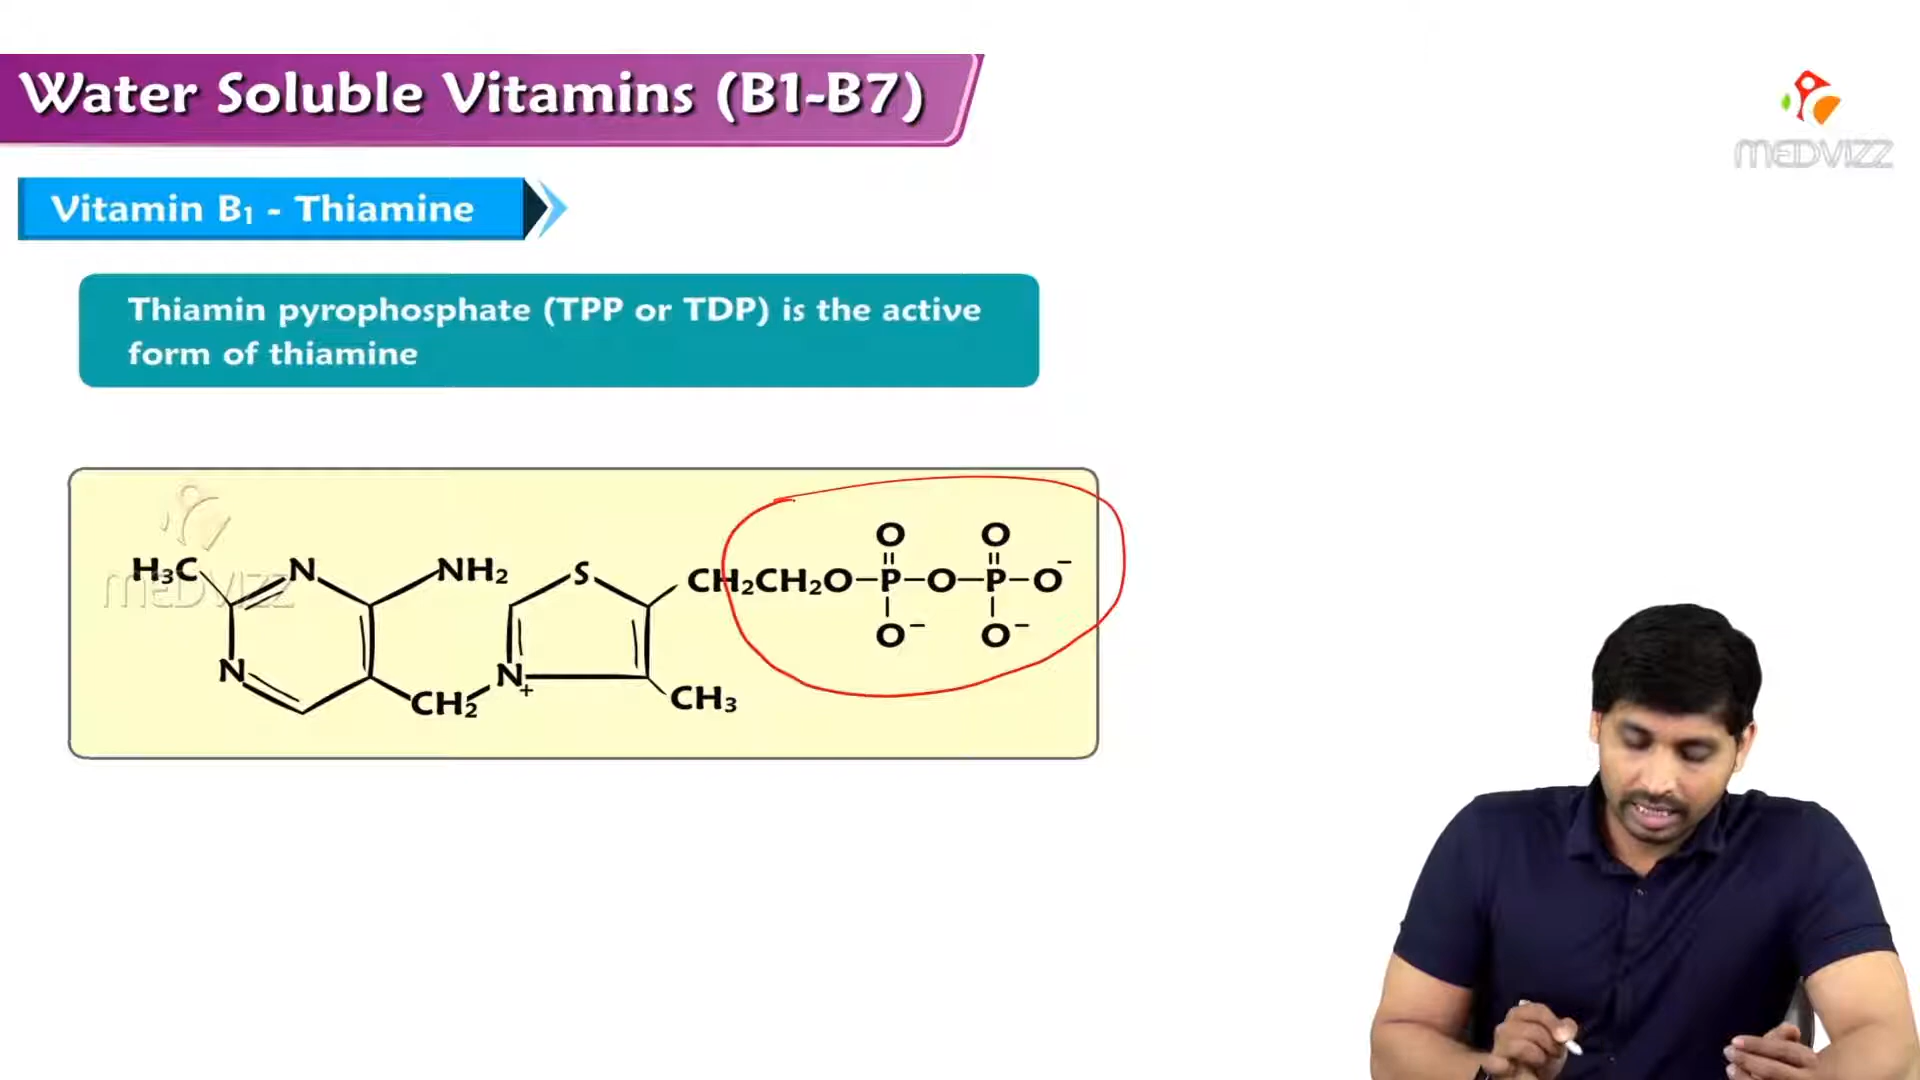 Water Soluble Vitamins (B1-B7)
MEDVIZZ
Vitamin B₁ - Thiamine
Thiamin pyrophosphate (TPP or TDP) is the active
form of thiamine
O O
H₃C N NH₂ S CH₂CH₂O–P–O–P–O⁻
MEDVIZZ
O⁻ O⁻
N N+
CH₂ CH₃